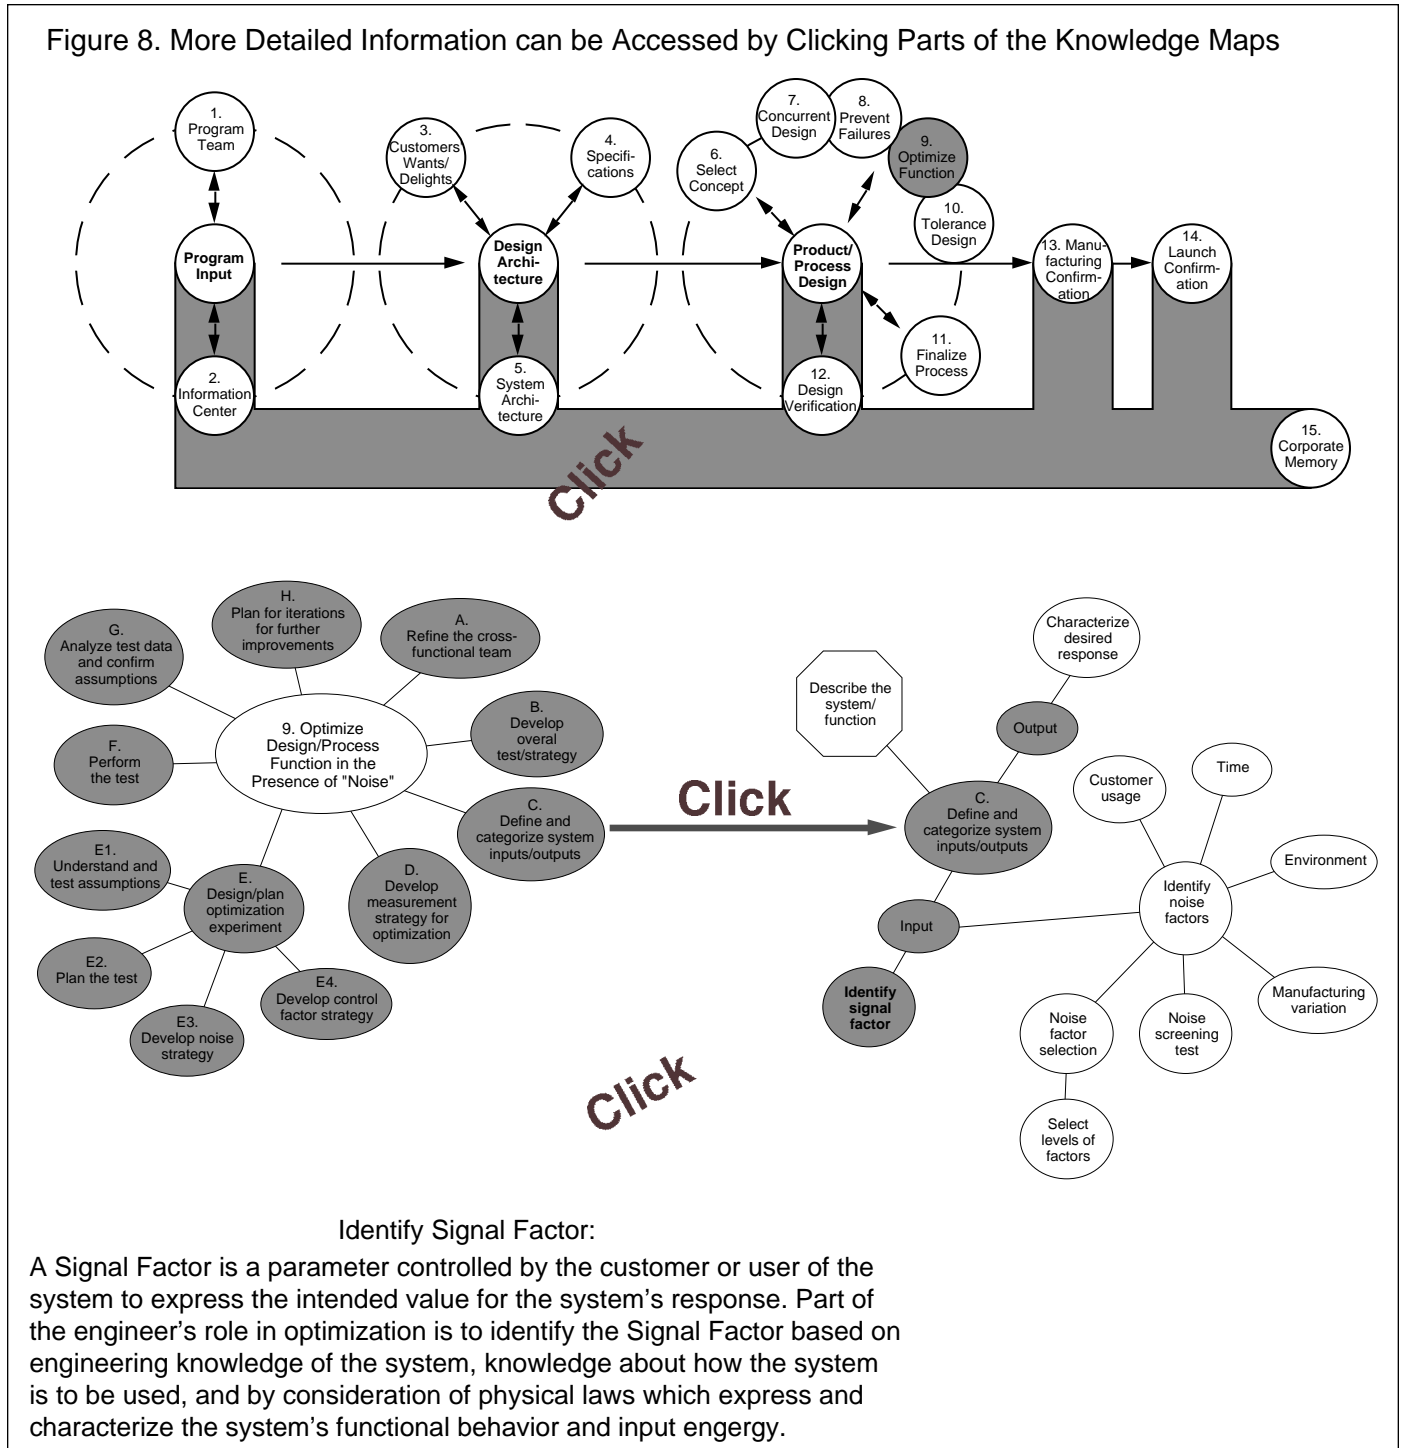 Figure 8. More Detailed Information can be Accessed by Clicking Parts of the Knowledge Maps
1.
Program
Team
Program
Input
2.
Information
Center
3.
Customers
Wants/
Delights
4.
Specifi-
cations
Design
Archi-
tecture
5.
System
Archi-
tecture
6.
Select
Concept
7.
Concurrent
Design
8.
Prevent
Failures
9.
Optimize
Function
10.
Tolerance
Design
Product/
Process
Design
11.
Finalize
Process
12.
Design
Verification
13. Manu-
facturing
Confirm-
ation
14.
Launch
Confirm-
ation
15.
Corporate
Memory
Click
H.
Plan for iterations
for further
improvements
G.
Analyze test data
and confirm
assumptions
A.
Refine the cross-
functional team
9. Optimize
Design/Process
Function in the
Presence of "Noise"
B.
Develop
overal
test/strategy
F.
Perform
the test
C.
Define and
categorize system
inputs/outputs
D.
Develop
measurement
strategy for
optimization
E1.
Understand and
test assumptions
E.
Design/plan
optimization
experiment
E2.
Plan the test
E3.
Develop noise
strategy
E4.
Develop control
factor strategy
Click
Characterize
desired
response
Describe the
system/
function
Output
C.
Define and
categorize system
inputs/outputs
Input
Identify
signal
factor
Customer
usage
Time
Environment
Identify
noise
factors
Manufacturing
variation
Noise
factor
selection
Noise
screening
test
Select
levels of
factors
Click
Identify Signal Factor:
A Signal Factor is a parameter controlled by the customer or user of the
system to express the intended value for the system’s response. Part of
the engineer’s role in optimization is to identify the Signal Factor based on
engineering knowledge of the system, knowledge about how the system
is to be used, and by consideration of physical laws which express and
characterize the system’s functional behavior and input engergy.